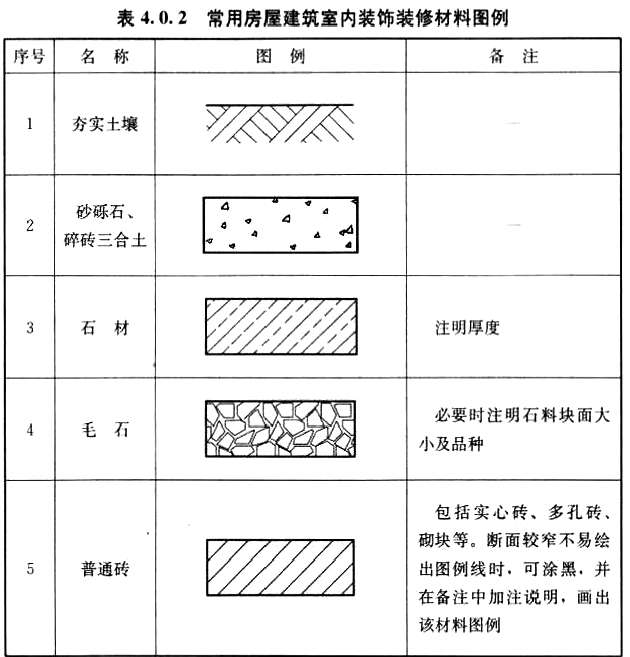 表 4.0.2 常用房屋建筑室内装饰装修材料图例
序号 名 称 图 例 备 注
1 夯实土壤 —
2 砂砾石、
碎砖三合土 —
3 石 材 注明厚度
4 毛 石 必要时注明石料块面大
小及品种
5 普通砖 包括实心砖、多孔砖、
砌块等。断面较窄不易绘
出图例线时，可涂黑，并
在备注中加注说明，画出
该材料图例